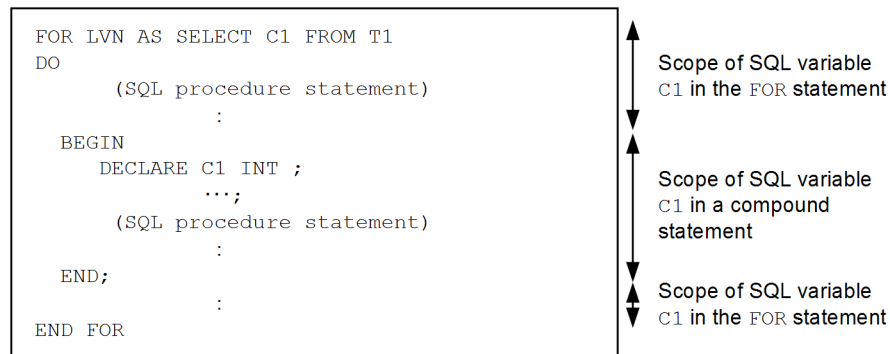 FOR LVN AS SELECT C1 FROM T1
DO
(SQL procedure statement)
:
BEGIN
DECLARE C1 INT ;
…;
(SQL procedure statement)
:
END;
:
END FOR
Scope of SQL variable
C1 in the FOR statement
Scope of SQL variable
C1 in a compound
statement
Scope of SQL variable
C1 in the FOR statement